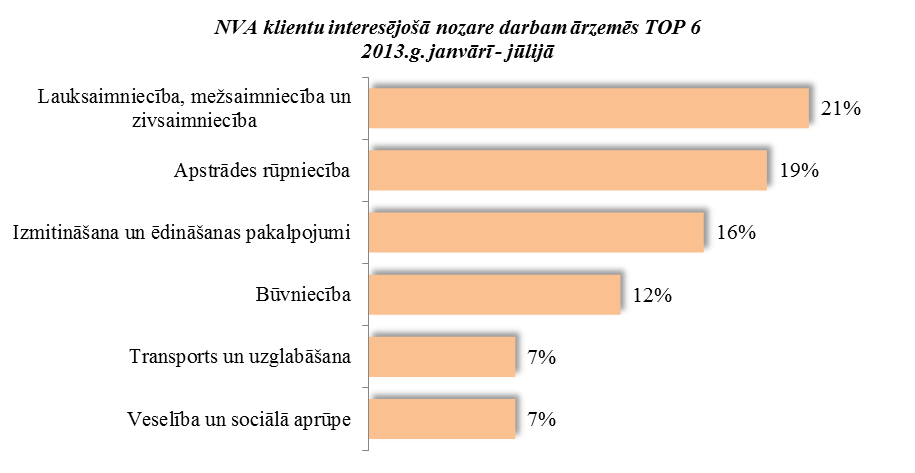 NVA klientu interesējošā nozare darbam ārzemēs TOP 6
2013.g. janvārī - jūlijā
Lauksaimniecība, mežsaimniecība un
zivsaimniecība
21%
Apstrādes rūpniecība
19%
Izmitināšana un ēdināšanas pakalpojumi
16%
Būvniecība
12%
Transports un uzglabāšana
7%
Veselība un sociālā aprūpe
7%